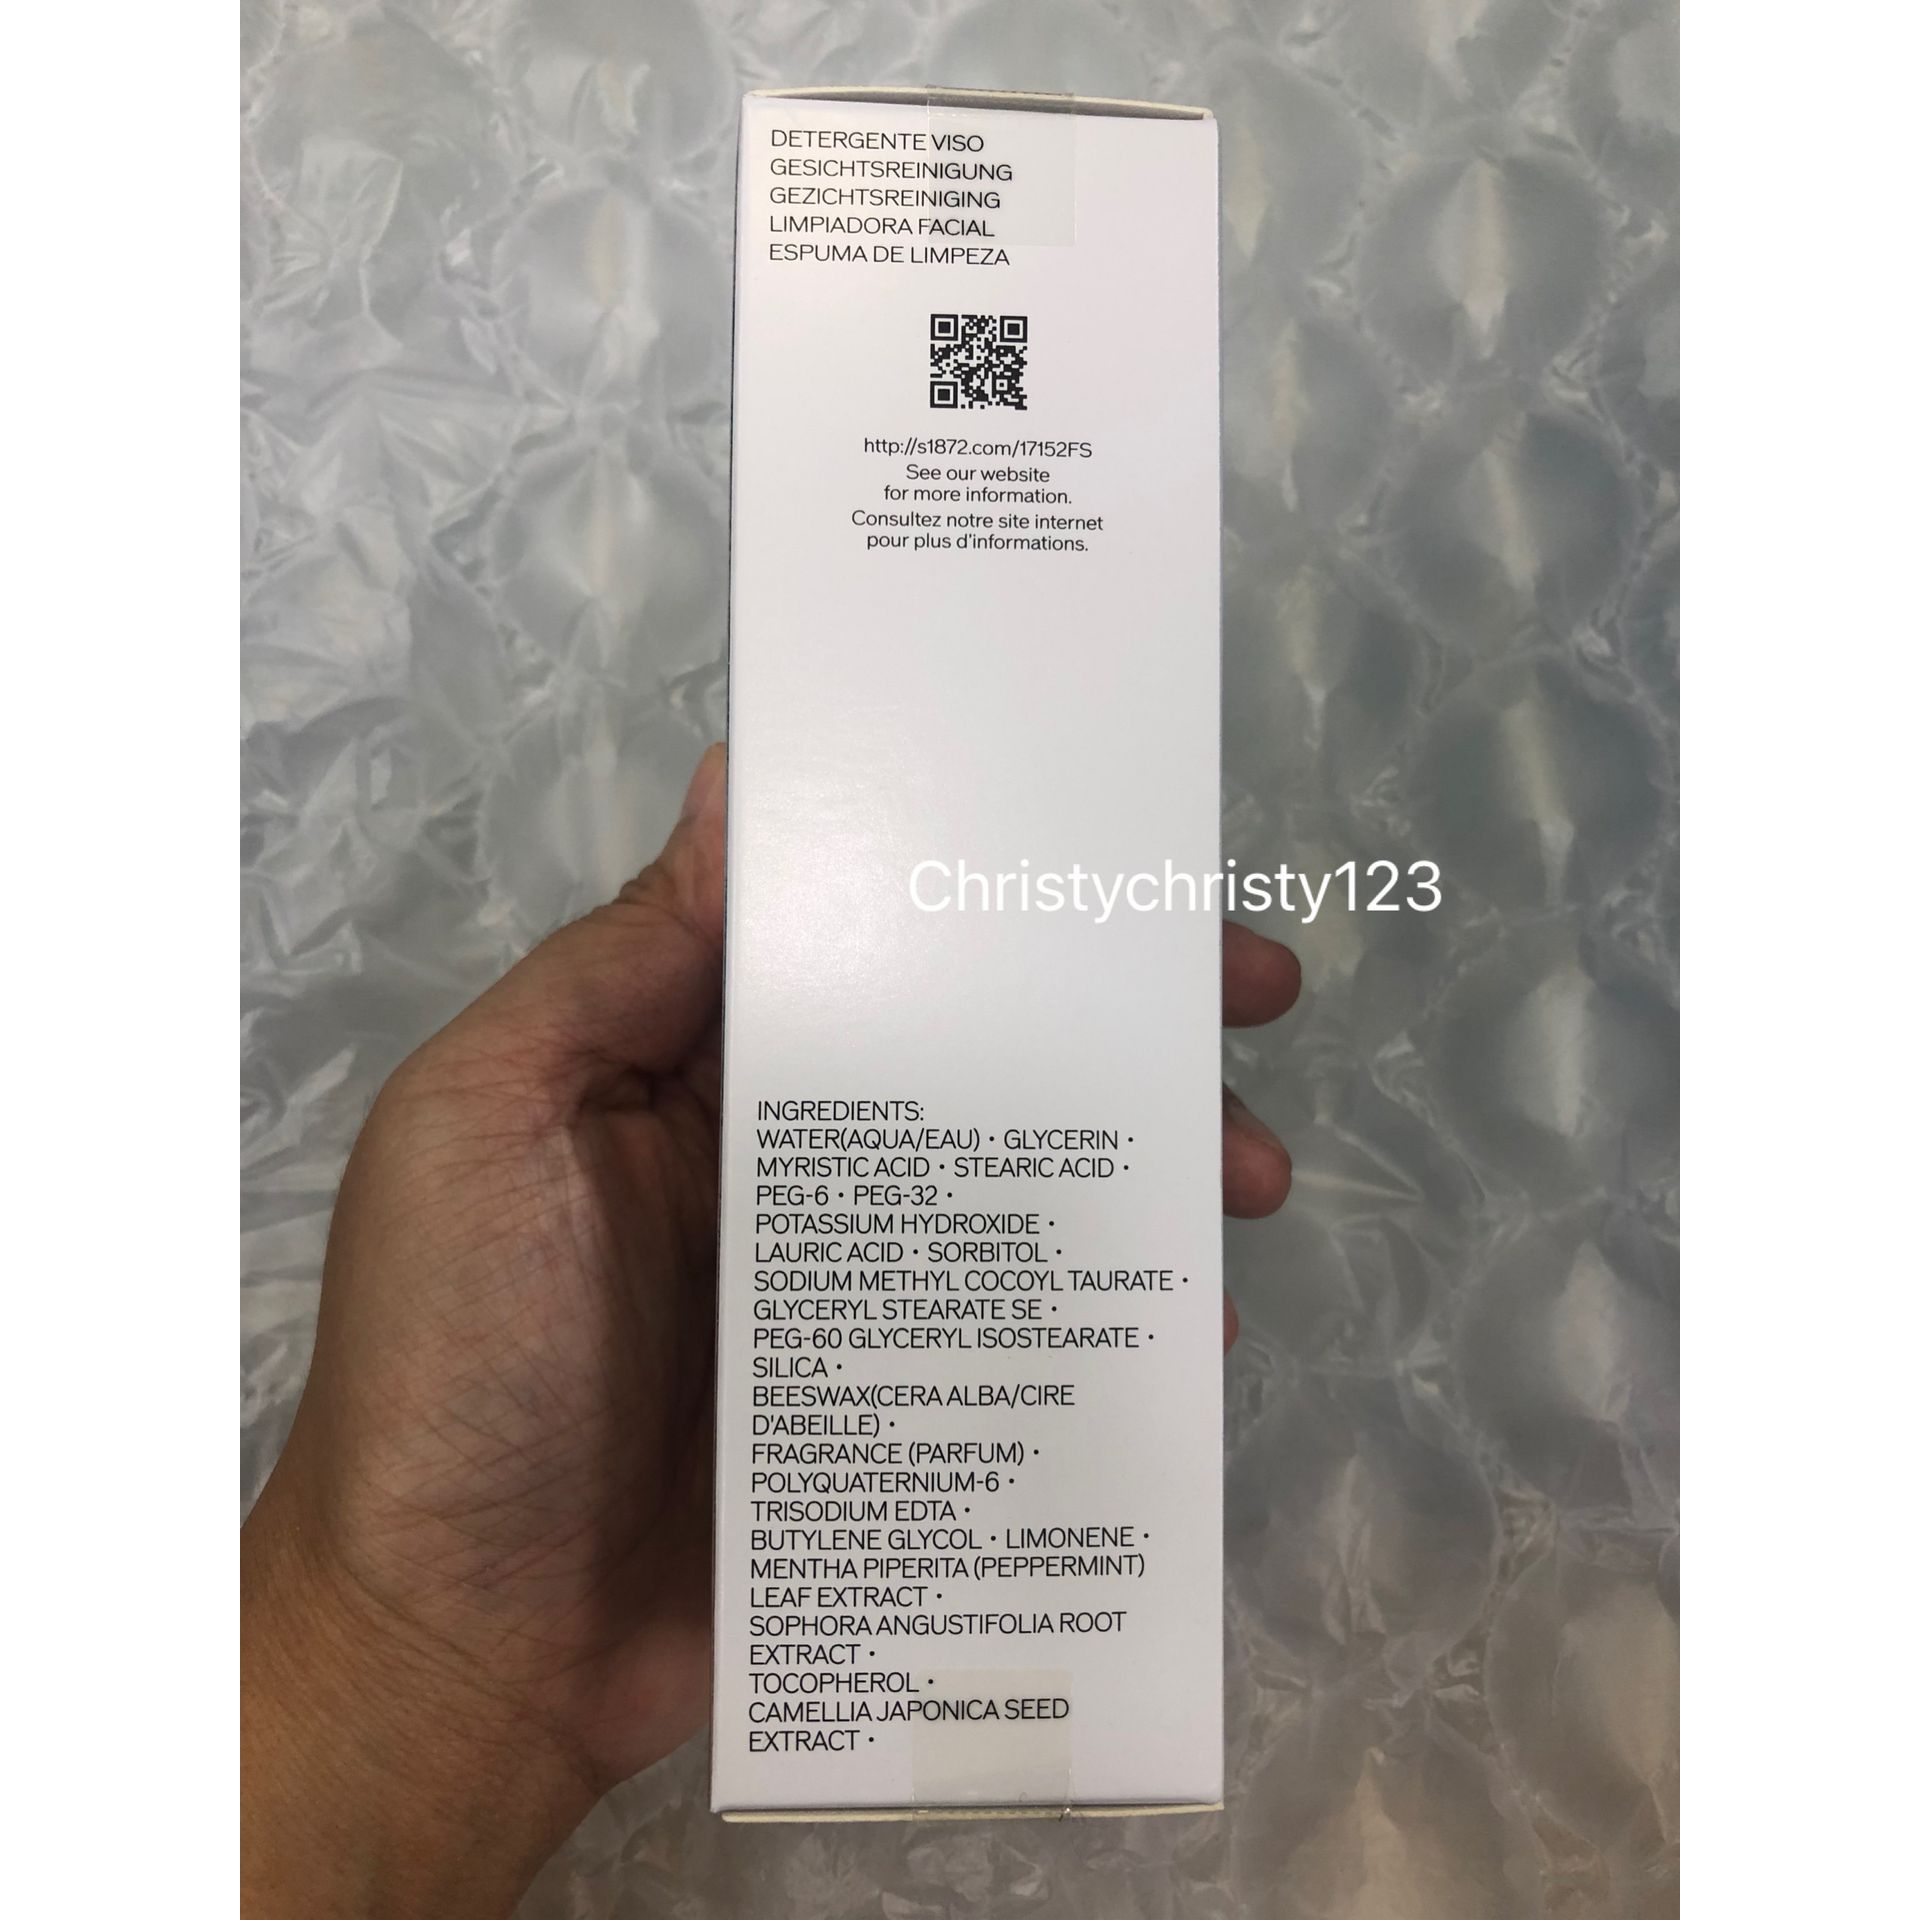 DETERGENTE VISO
GESICHTSREINIGUNG
GEZICHTSREINIGING
LIMPIADORA FACIAL
ESPUMA DE LIMPEZA
http://s1872.com/17152FS
See our website
for more information.
Consultez notre site internet
pour plus d'informations.
Christychristy123
INGREDIENTS:
WATER(AQUA/EAU)・GLYCERIN・
MYRISTIC ACID・STEARIC ACID・
PEG-6・PEG-32・
POTASSIUM HYDROXIDE・
LAURIC ACID・SORBITOL・
SODIUM METHYL COCOYL TAURATE・
GLYCERYL STEARATE SE・
PEG-60 GLYCERYL ISOSTEARATE・
SILICA・
BEESWAX(CERA ALBA/CIRE
D'ABEILLE)・
FRAGRANCE (PARFUM)・
POLYQUATERNIUM-6・
TRISODIUM EDTA・
BUTYLENE GLYCOL・LIMONENE・
MENTHA PIPERITA (PEPPERMINT)
LEAF EXTRACT・
SOPHORA ANGUSTIFOLIA ROOT
EXTRACT・
TOCOPHEROL・
CAMELLIA JAPONICA SEED
EXTRACT・